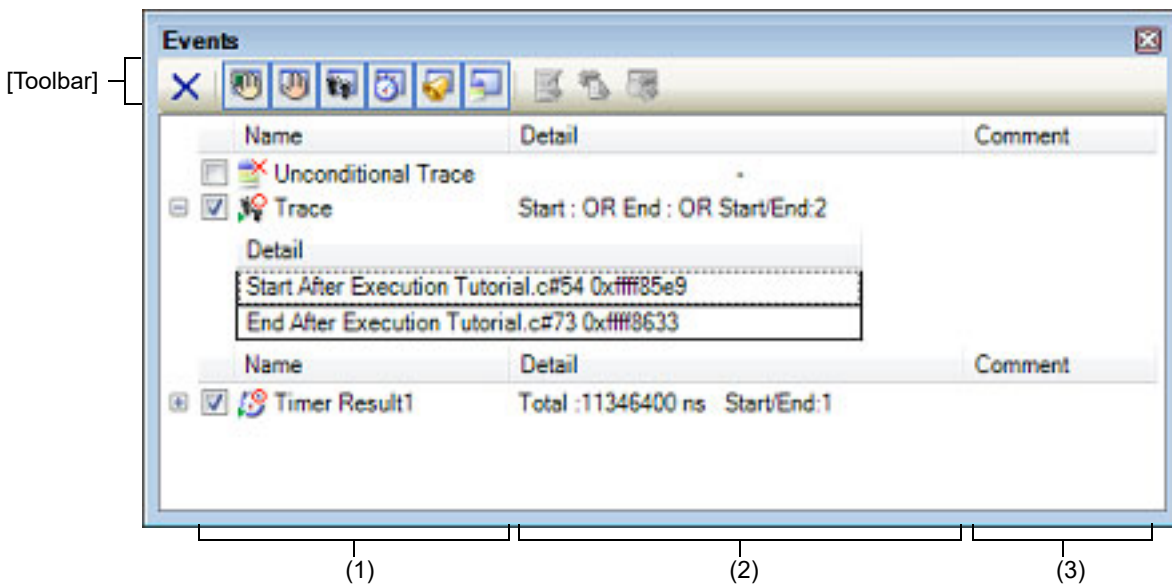 Events
[Toolbar]
Name Detail Comment
Unconditional Trace -
Trace Start : OR End : OR Start/End:2
Detail
Start After Execution Tutorial.c#54 0xffff85e9
End After Execution Tutorial.c#73 0xffff8633
Name Detail Comment
Timer Result1 Total :11346400 ns Start/End:1
(1) (2) (3)